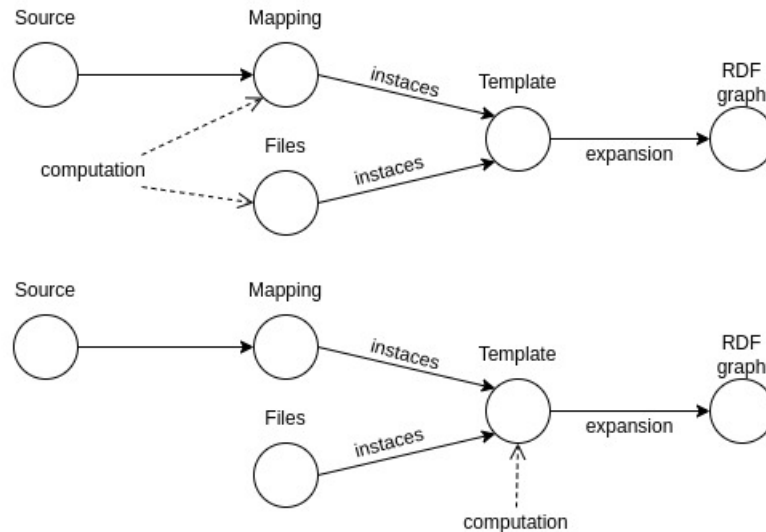 Source
Mapping
instaces
Template
RDF
graph
computation
Files
instaces
expansion
Source
Mapping
instaces
Template
RDF
graph
Files
instaces
expansion
computation